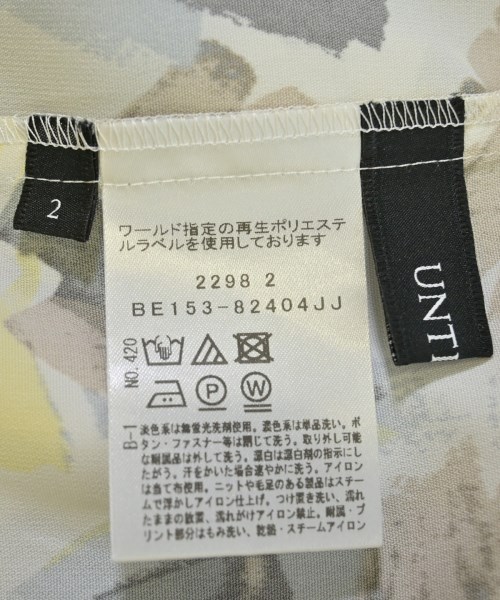 2
ワールド指定の再生ポリエステ
ルラベルを使用しております
2298 2
BE153-82404JJ
NO.420
P W
B-1
淡色系は無蛍光洗剤使用。濃色系は単品洗い。ボ
タン・ファスナー等は閉じて洗う。取り外し可能
な附属品は外して洗う。漂白は漂白剤の指示にし
たがう。汗をかいた場合速やかに洗う。アイロン
は当て布使用。ニットや毛足のある製品はスチー
ムで浮かしアイロン仕上げ。つけ置き洗い、濡れ
たままの放置、濡れがけアイロン禁止。附属・プ
リント部分はもみ洗い、乾熱・スチームアイロン
UNTI